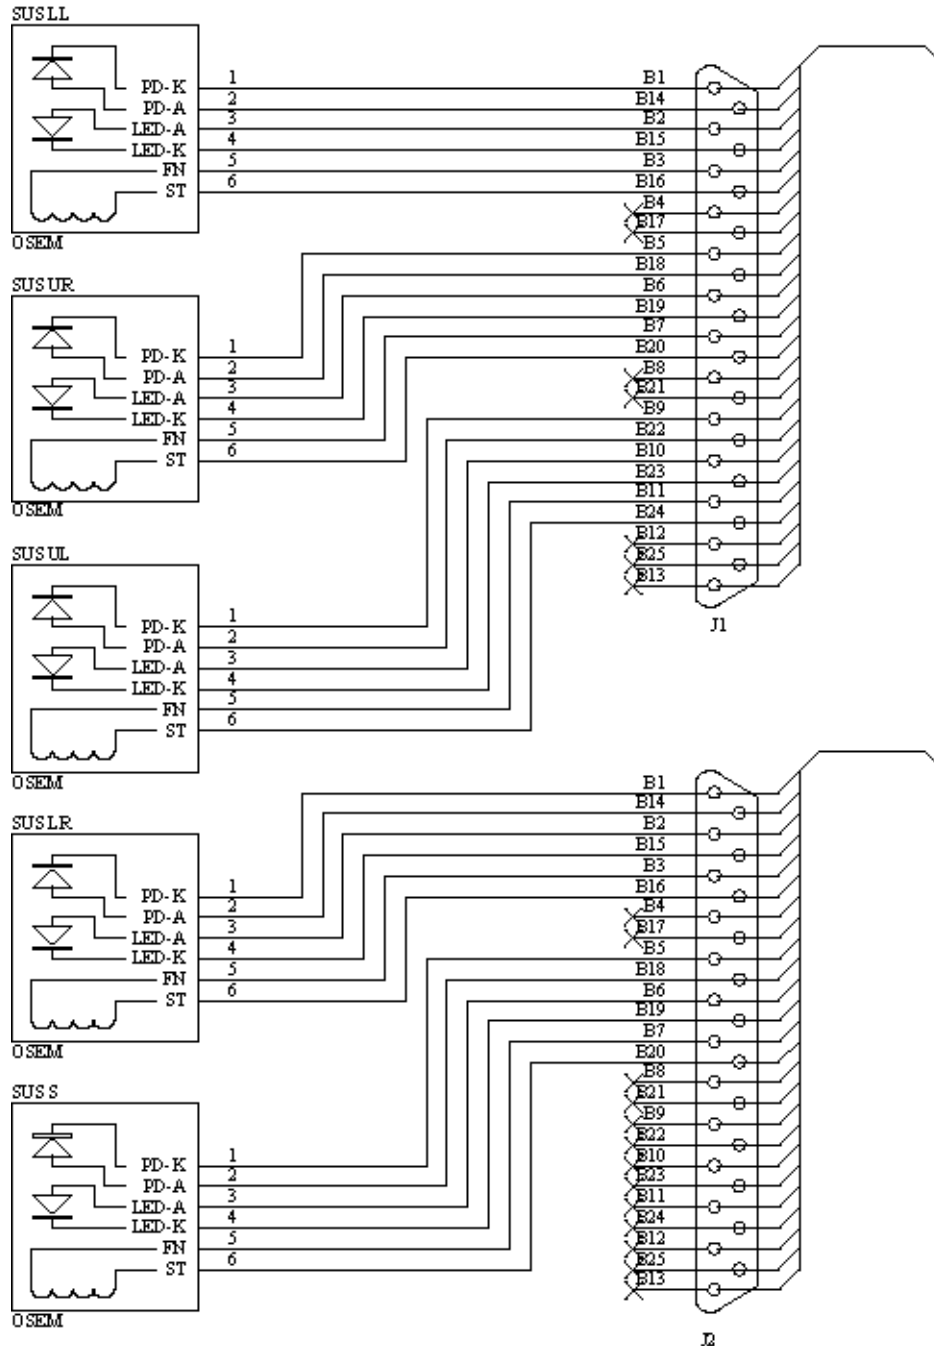 SUSLL
PD-K 1 B1
PD-A 2 B14
LED-A 3 B2
LED-K 4 B15
FN 5 B3
ST 6 B16
B4
B17
OSEM
B5
B18
SUSUR
B6
B19
B7
PD-K 1 B20
PD-A 2 B8
LED-A 3 B21
LED-K 4 B9
FN 5 B22
ST 6 B10
B23
B11
OSEM
B24
B12
SUSUL
B25
B13
J1
PD-K 1
PD-A 2
LED-A 3
LED-K 4
FN 5
ST 6
OSEM
B1
B14
SUSLR
B2
B15
B3
PD-K 1 B16
PD-A 2 B4
LED-A 3 B17
LED-K 4 B5
FN 5 B18
ST 6 B6
B19
B7
OSEM
B20
B8
SUSS
B21
B9
B22
PD-K 1 B10
PD-A 2 B23
LED-A 3 B11
LED-K 4 B24
FN 5 B12
ST 6 B25
B13
OSEM
J2